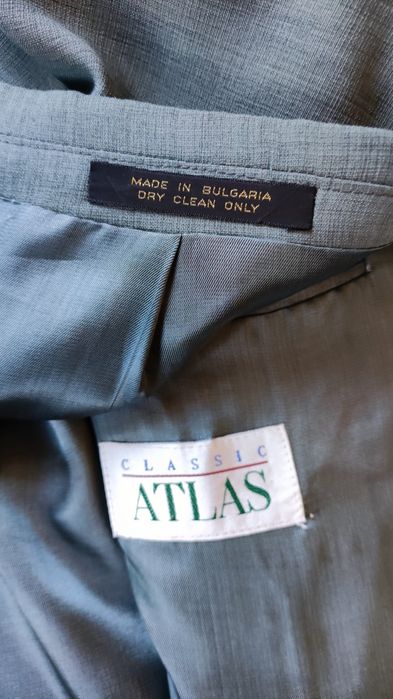 MADE IN BULGARIA
DRY CLEAN ONLY
CLASSIC
ATLAS